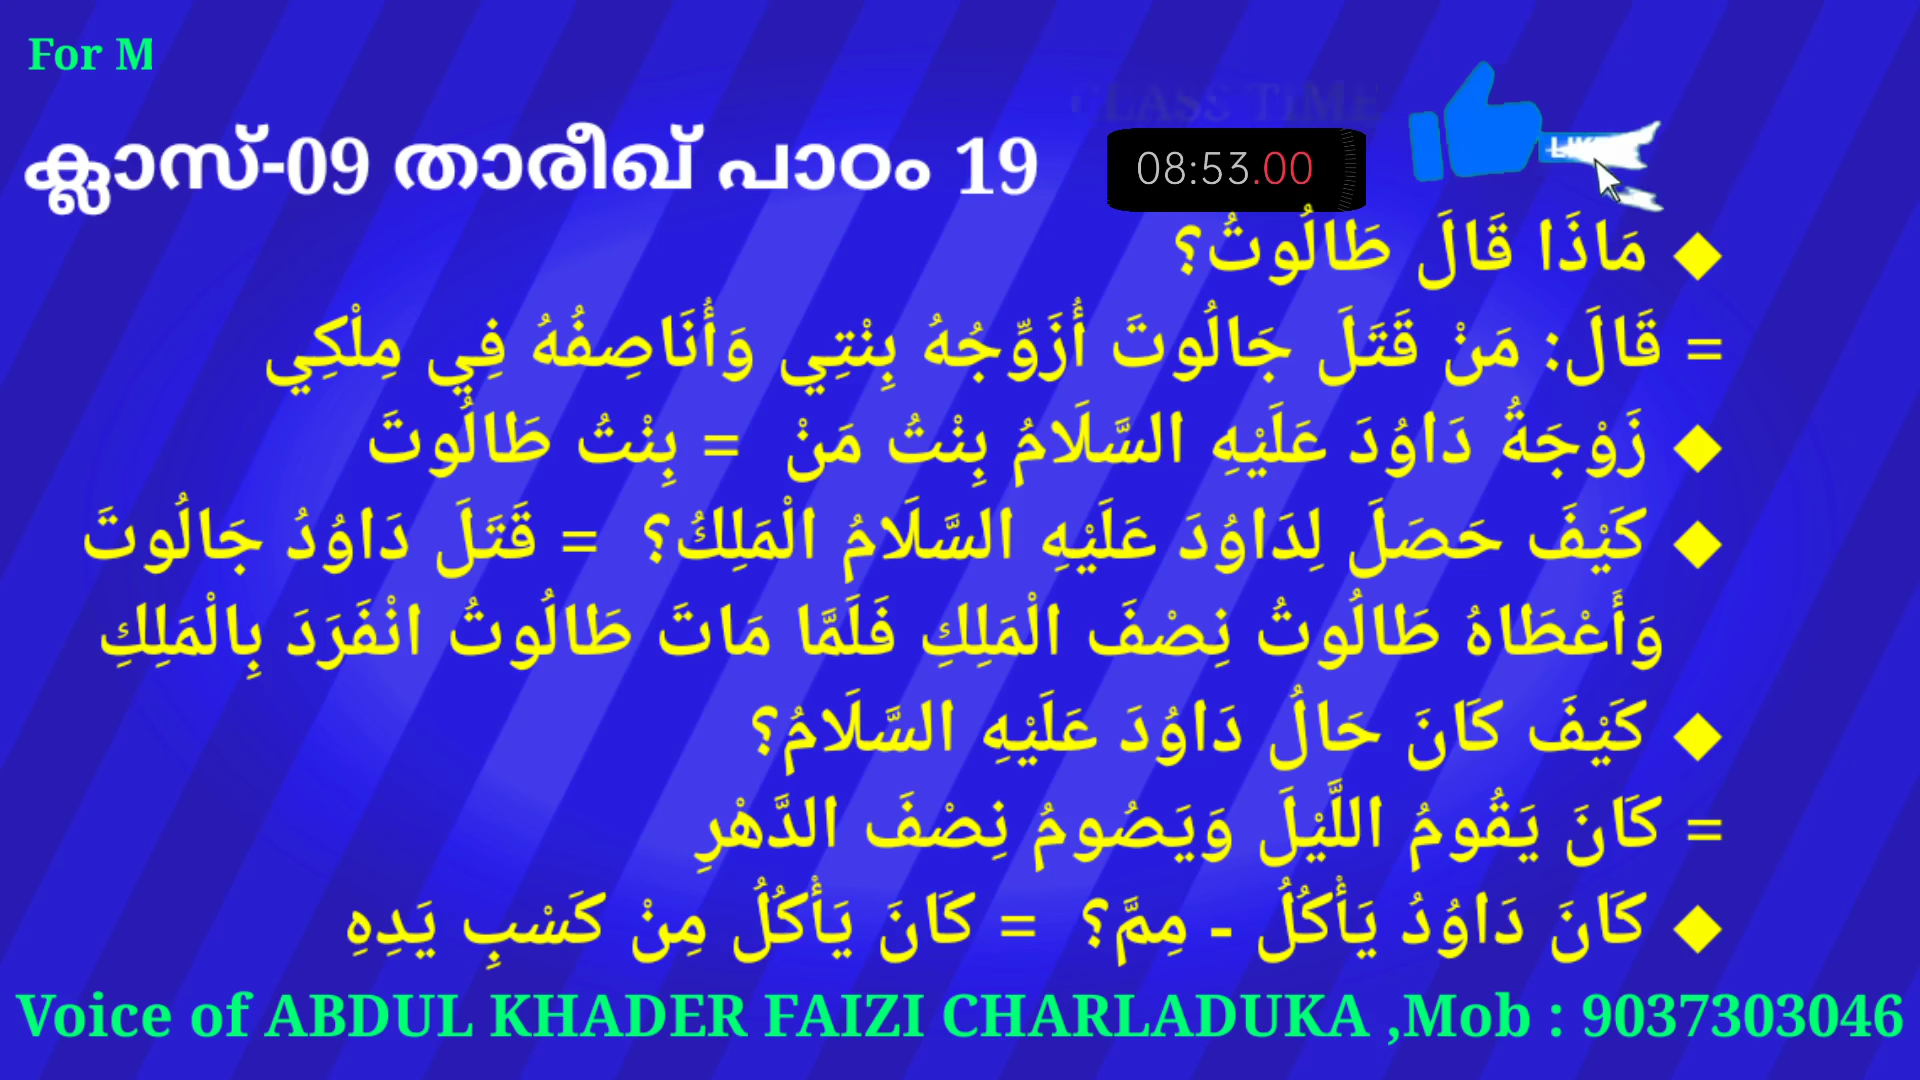 For M
CLASS TIME
ക്ലാസ്-09 താരീഖ് പാഠം 19
08:53.00
◆ مَاذَا قَالَ طَالُوتُ؟
= قَالَ: مَنْ قَتَلَ جَالُوتَ أُزَوِّجُهُ بِنْتِي وَأُنَاصِفُهُ فِي مِلْكِي
◆ زَوْجَةُ دَاوُدَ عَلَيْهِ السَّلَامُ بِنْتُ مَنْ = بِنْتُ طَالُوتَ
◆ كَيْفَ حَصَلَ لِدَاوُدَ عَلَيْهِ السَّلَامُ الْمَلِكُ؟ = قَتَلَ دَاوُدُ جَالُوتَ
وَأَعْطَاهُ طَالُوتُ نِصْفَ الْمَلِكِ فَلَمَّا مَاتَ طَالُوتُ انْفَرَدَ بِالْمَلِكِ
◆ كَيْفَ كَانَ حَالُ دَاوُدَ عَلَيْهِ السَّلَامُ؟
= كَانَ يَقُومُ اللَّيْلَ وَيَصُومُ نِصْفَ الدَّهْرِ
◆ كَانَ دَاوُدُ يَأْكُلُ - مِمَّ؟ = كَانَ يَأْكُلُ مِنْ كَسْبِ يَدِهِ
Voice of ABDUL KHADER FAIZI CHARLADUKA ,Mob : 9037303046